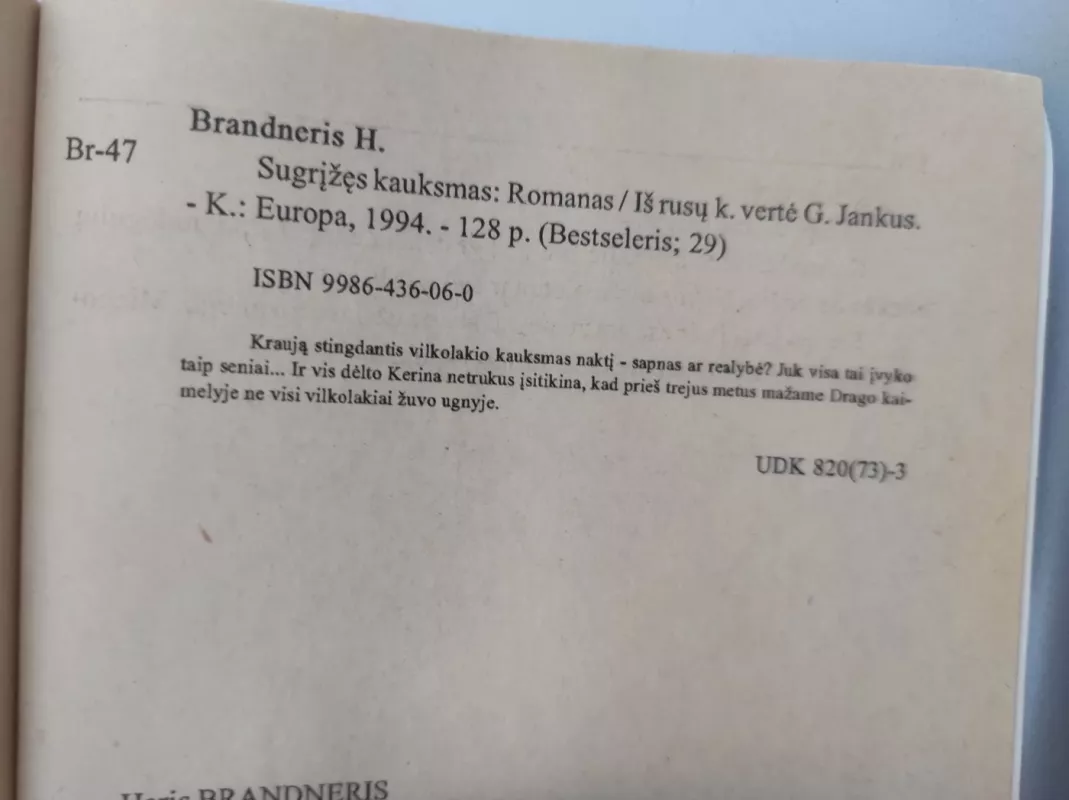 Brandneris H.
Br-47
Sugrįžęs kauksmas: Romanas / Iš rusų k. vertė G. Jankus.
- K.: Europa, 1994. - 128 p. (Bestseleris; 29)
ISBN 9986-436-06-0
Kraują stingdantis vilkolakio kauksmas naktį - sapnas ar realybė? Juk visa tai įvyko
taip seniai... Ir vis dėlto Kerina netrukus įsitikina, kad prieš trejus metus mažame Drago kai-
melyje ne visi vilkolakiai žuvo ugnyje.
UDK 820(73)-3
BRANDNERIS